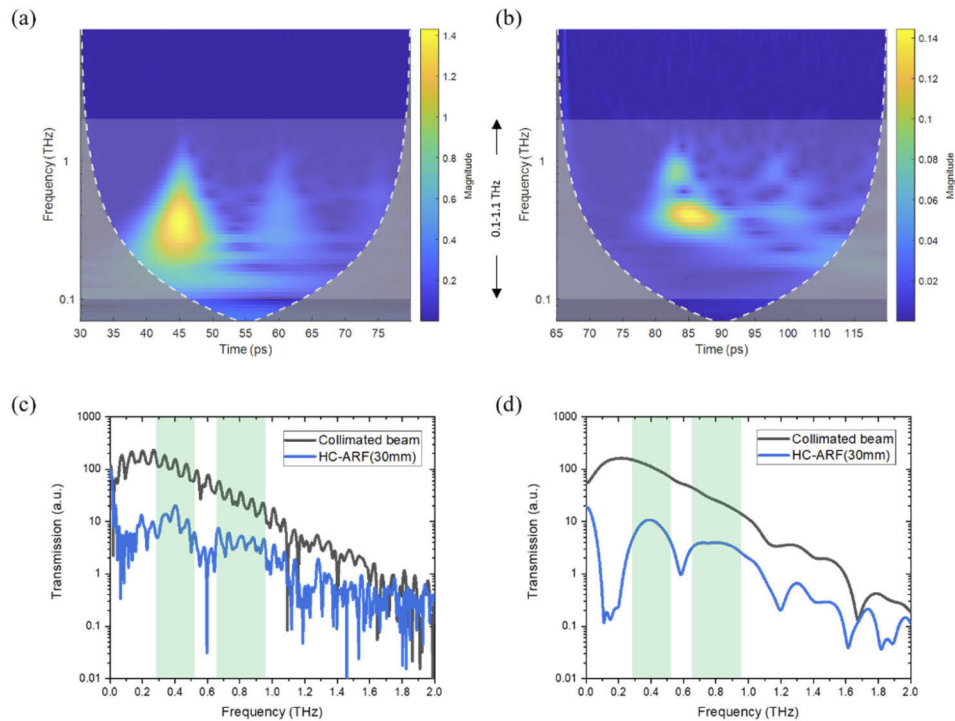 (a)
Frequency (THz)
1
0.1
30 35 40 45 50 55 60 65 70 75
Time (ps)
1.4
1.2
1
0.8
0.6
0.4
0.2
Magnitude
0.1-1.1 THz
(b)
Frequency (THz)
1
0.1
65 70 75 80 85 90 95 100 105 110 115
Time (ps)
0.14
0.12
0.1
0.08
0.06
0.04
0.02
Magnitude
(c)
Transmission (a.u.)
1000
100
10
1
0.1
0.01
Collimated beam
HC-ARF(30mm)
0.0 0.2 0.4 0.6 0.8 1.0 1.2 1.4 1.6 1.8 2.0
Frequency (THz)
(d)
Transmission (a.u.)
1000
100
10
1
0.1
0.01
Collimated beam
HC-ARF(30mm)
0.0 0.2 0.4 0.6 0.8 1.0 1.2 1.4 1.6 1.8 2.0
Frequency (THz)